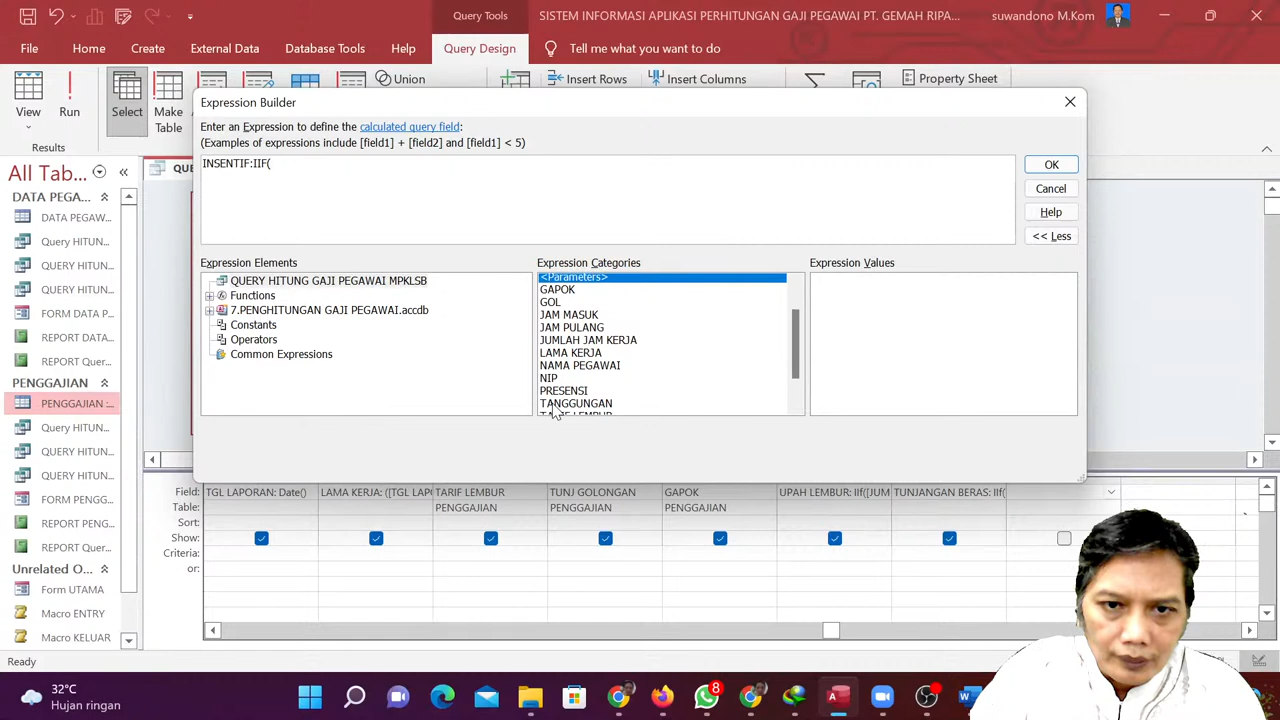 Query Tools
SISTEM INFORMASI APLIKASI PERHITUNGAN GAJI PEGAWAI PT. GEMAH RIPA...
suwandono M.Kom
File
Home
Create
External Data
Database Tools
Help
Query Design
Tell me what you want to do
View
Run
Select
Make
Table
Union
Insert Rows
Insert Columns
Property Sheet
Results
Expression Builder
Enter an Expression to define the calculated query field:
(Examples of expressions include [field1] + [field2] and [field1] < 5)
INSENTIF:IIF(
OK
Cancel
Help
<< Less
Expression Elements
QUERY HITUNG GAJI PEGAWAI MPKLSB
Functions
7.PENGHITUNGAN GAJI PEGAWAI.accdb
Constants
Operators
Common Expressions
Expression Categories
<Parameters>
GAPOK
GOL
JAM MASUK
JAM PULANG
JUMLAH JAM KERJA
LAMA KERJA
NAMA PEGAWAI
NIP
PRESENSI
TANGGUNGAN
Expression Values
All Tab...
DATA PEGA...
DATA PEGAW...
Query HITUN...
Query HITUN...
Query HITUN...
FORM DATA P...
REPORT DATA...
REPORT Quer...
PENGGAJIAN
PENGGAJIAN :...
Query HITUN...
Query HITUN...
Query HITUN...
FORM PENGG...
REPORT PENG...
REPORT Quer...
Unrelated O...
Form UTAMA
Macro ENTRY
Macro KELUAR
QUE
Field:
TGL LAPORAN: Date()
LAMA KERJA: ([TGL LAP(
TARIF LEMBUR
TUNJ GOLONGAN
GAPOK
UPAH LEMBUR: IIf([JUM
TUNJANGAN BERAS: IIf(
Table:
PENGGAJIAN
PENGGAJIAN
PENGGAJIAN
Sort:
Show:
Criteria:
or:
Ready
32°C
Hujan ringan
8